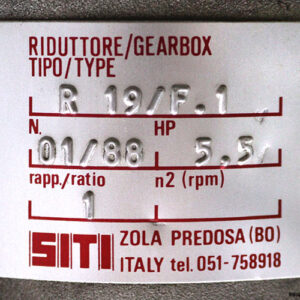 RIDUTTORE/GEARBOX
TIPO/TYPE
R 19/F.1
N. HP
01/88 5,5
rapp./ratio n2 (rpm)
1
SITI ZOLA PREDOSA (BO)
ITALY tel. 051-758918